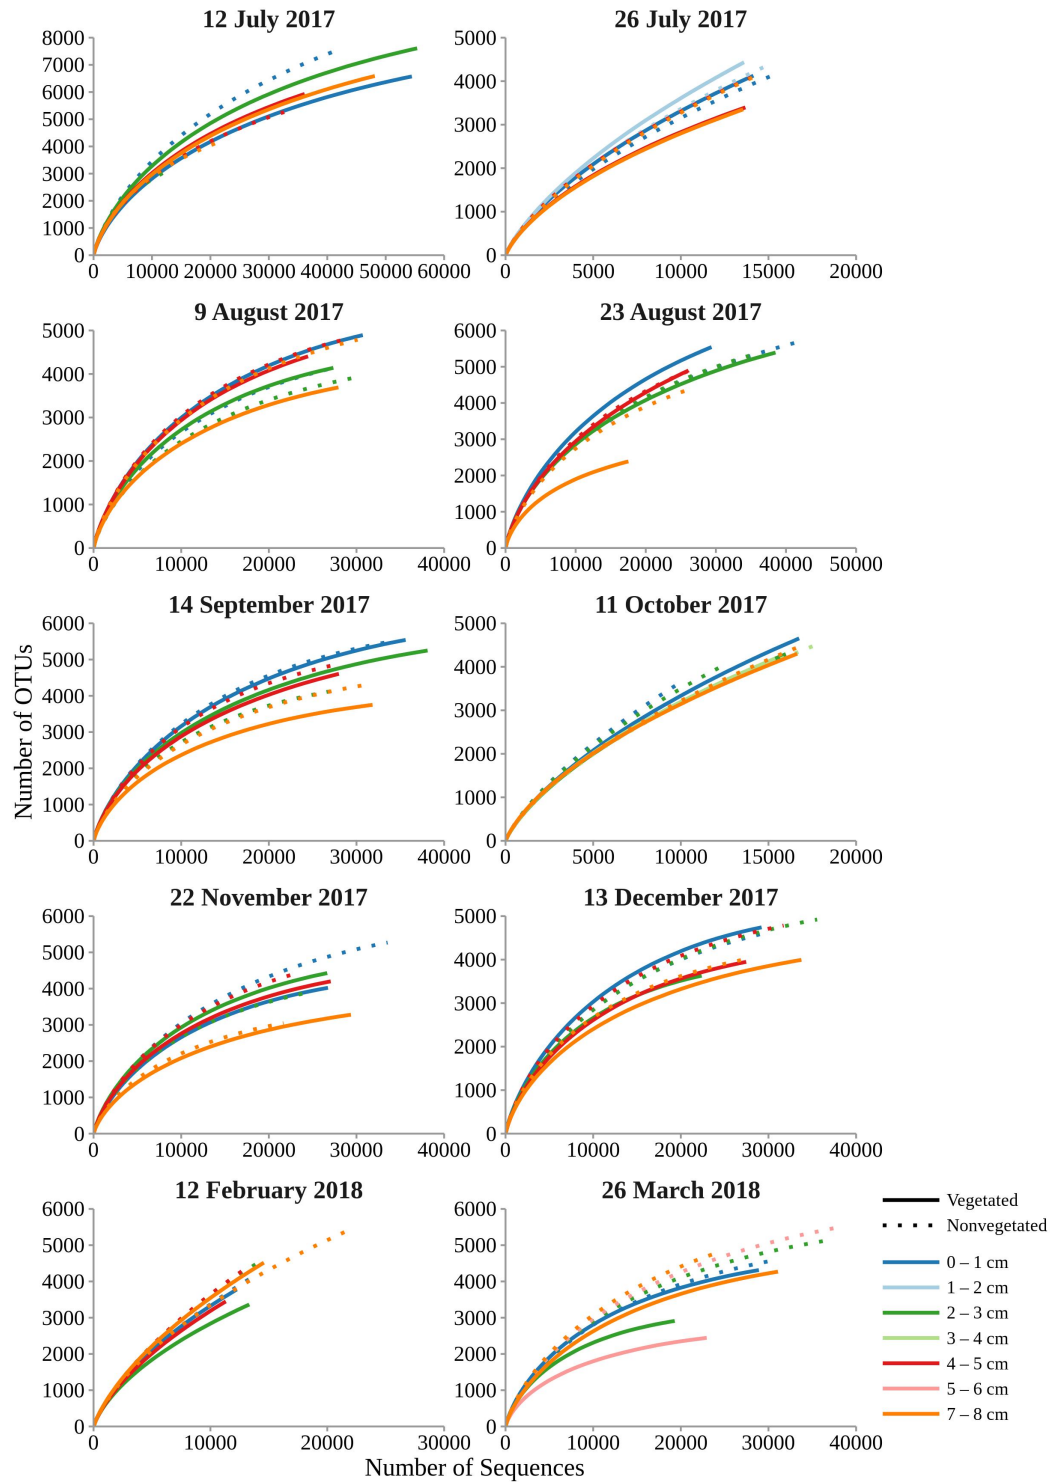 12 July 2017
8000
7000
6000
5000
4000
3000
2000
1000
0
0 10000 20000 30000 40000 50000 60000
26 July 2017
5000
4000
3000
2000
1000
0
0 5000 10000 15000 20000
9 August 2017
5000
4000
3000
2000
1000
0
0 10000 20000 30000 40000
23 August 2017
6000
5000
4000
3000
2000
1000
0
0 10000 20000 30000 40000 50000
Number of OTUs
14 September 2017
6000
5000
4000
3000
2000
1000
0
0 10000 20000 30000 40000
11 October 2017
5000
4000
3000
2000
1000
0
0 5000 10000 15000 20000
22 November 2017
6000
5000
4000
3000
2000
1000
0
0 10000 20000 30000 40000
13 December 2017
5000
4000
3000
2000
1000
0
0 10000 20000 30000 40000
12 February 2018
6000
5000
4000
3000
2000
1000
0
0 10000 20000 30000
26 March 2018
6000
5000
4000
3000
2000
1000
0
0 10000 20000 30000 40000
Number of Sequences
Vegetated
Nonvegetated
0 – 1 cm
1 – 2 cm
2 – 3 cm
3 – 4 cm
4 – 5 cm
5 – 6 cm
7 – 8 cm